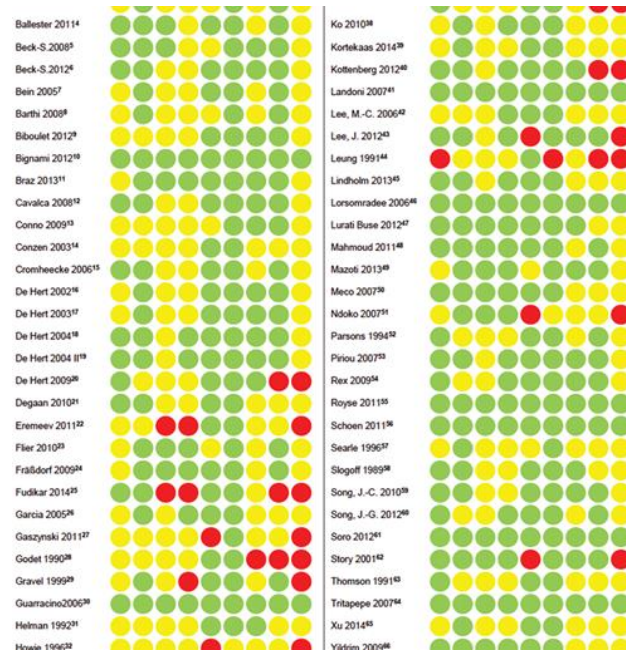 Ballester 2011⁴
Beck-S.2008⁵
Beck-S.2012⁶
Bein 2005⁷
Barthi 2008⁸
Biboulet 2012⁹
Bignami 2012¹⁰
Braz 2013¹¹
Cavalca 2008¹²
Conno 2009¹³
Conzen 2003¹⁴
Cromheecke 2006¹⁵
De Hert 2002¹⁶
De Hert 2003¹⁷
De Hert 2004¹⁸
De Hert 2004 II¹⁹
De Hert 2009²⁰
Degaan 2010²¹
Eremeev 2011²²
Flier 2010²³
Fräßdorf 2009²⁴
Fudikar 2014²⁵
Garcia 2005²⁶
Gaszynski 2011²⁷
Godet 1990²⁸
Gravel 1999²⁹
Guarracino2006³⁰
Helman 1992³¹
Howie 1996³²
Ko 2010³⁸
Kortekaas 2014³⁹
Kottenberg 2012⁴⁰
Landoni 2007⁴¹
Lee, M.-C. 2006⁴²
Lee, J. 2012⁴³
Leung 1991⁴⁴
Lindholm 2013⁴⁵
Lorsomradee 2006⁴⁶
Lurati Buse 2012⁴⁷
Mahmoud 2011⁴⁸
Mazoti 2013⁴⁹
Meco 2007⁵⁰
Ndoko 2007⁵¹
Parsons 1994⁵²
Piriou 2007⁵³
Rex 2009⁵⁴
Royse 2011⁵⁵
Schoen 2011⁵⁶
Searle 1996⁵⁷
Slogoff 1989⁵⁸
Song, J.-C. 2010⁵⁹
Song, J.-G. 2012⁶⁰
Soro 2012⁶¹
Story 2001⁶²
Thomson 1991⁶³
Tritapepe 2007⁶⁴
Xu 2014⁶⁵
Yildrim 2009⁶⁶